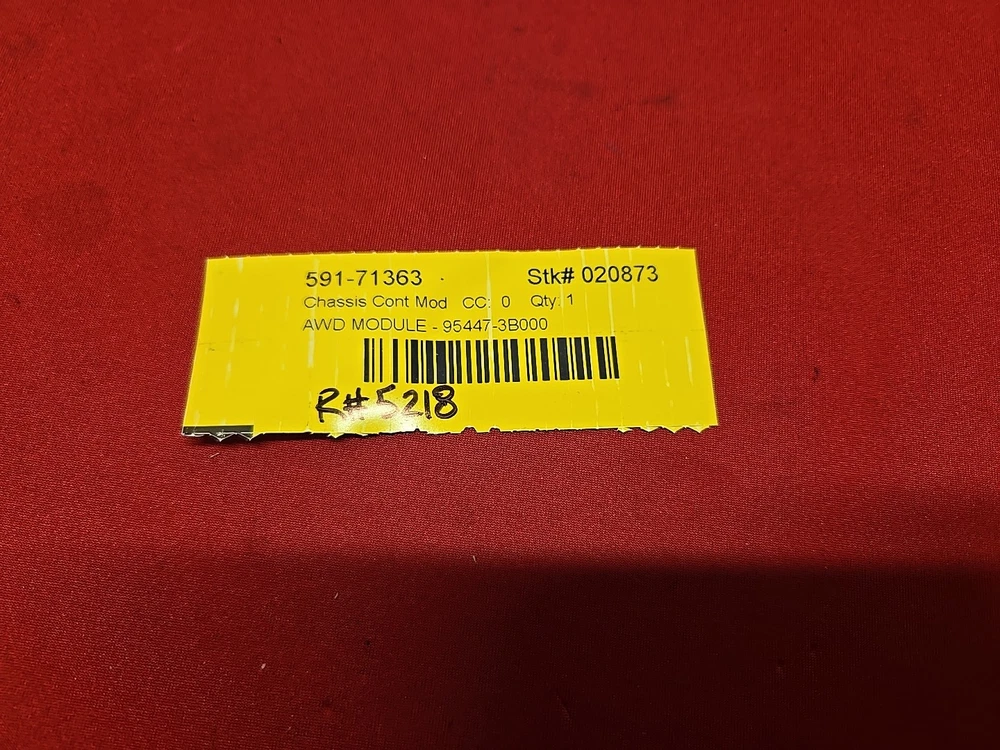 591-71363 Stk# 020873
Chassis Cont Mod CC: 0 Qty: 1
AWD MODULE - 95447-3B000
R# 5218